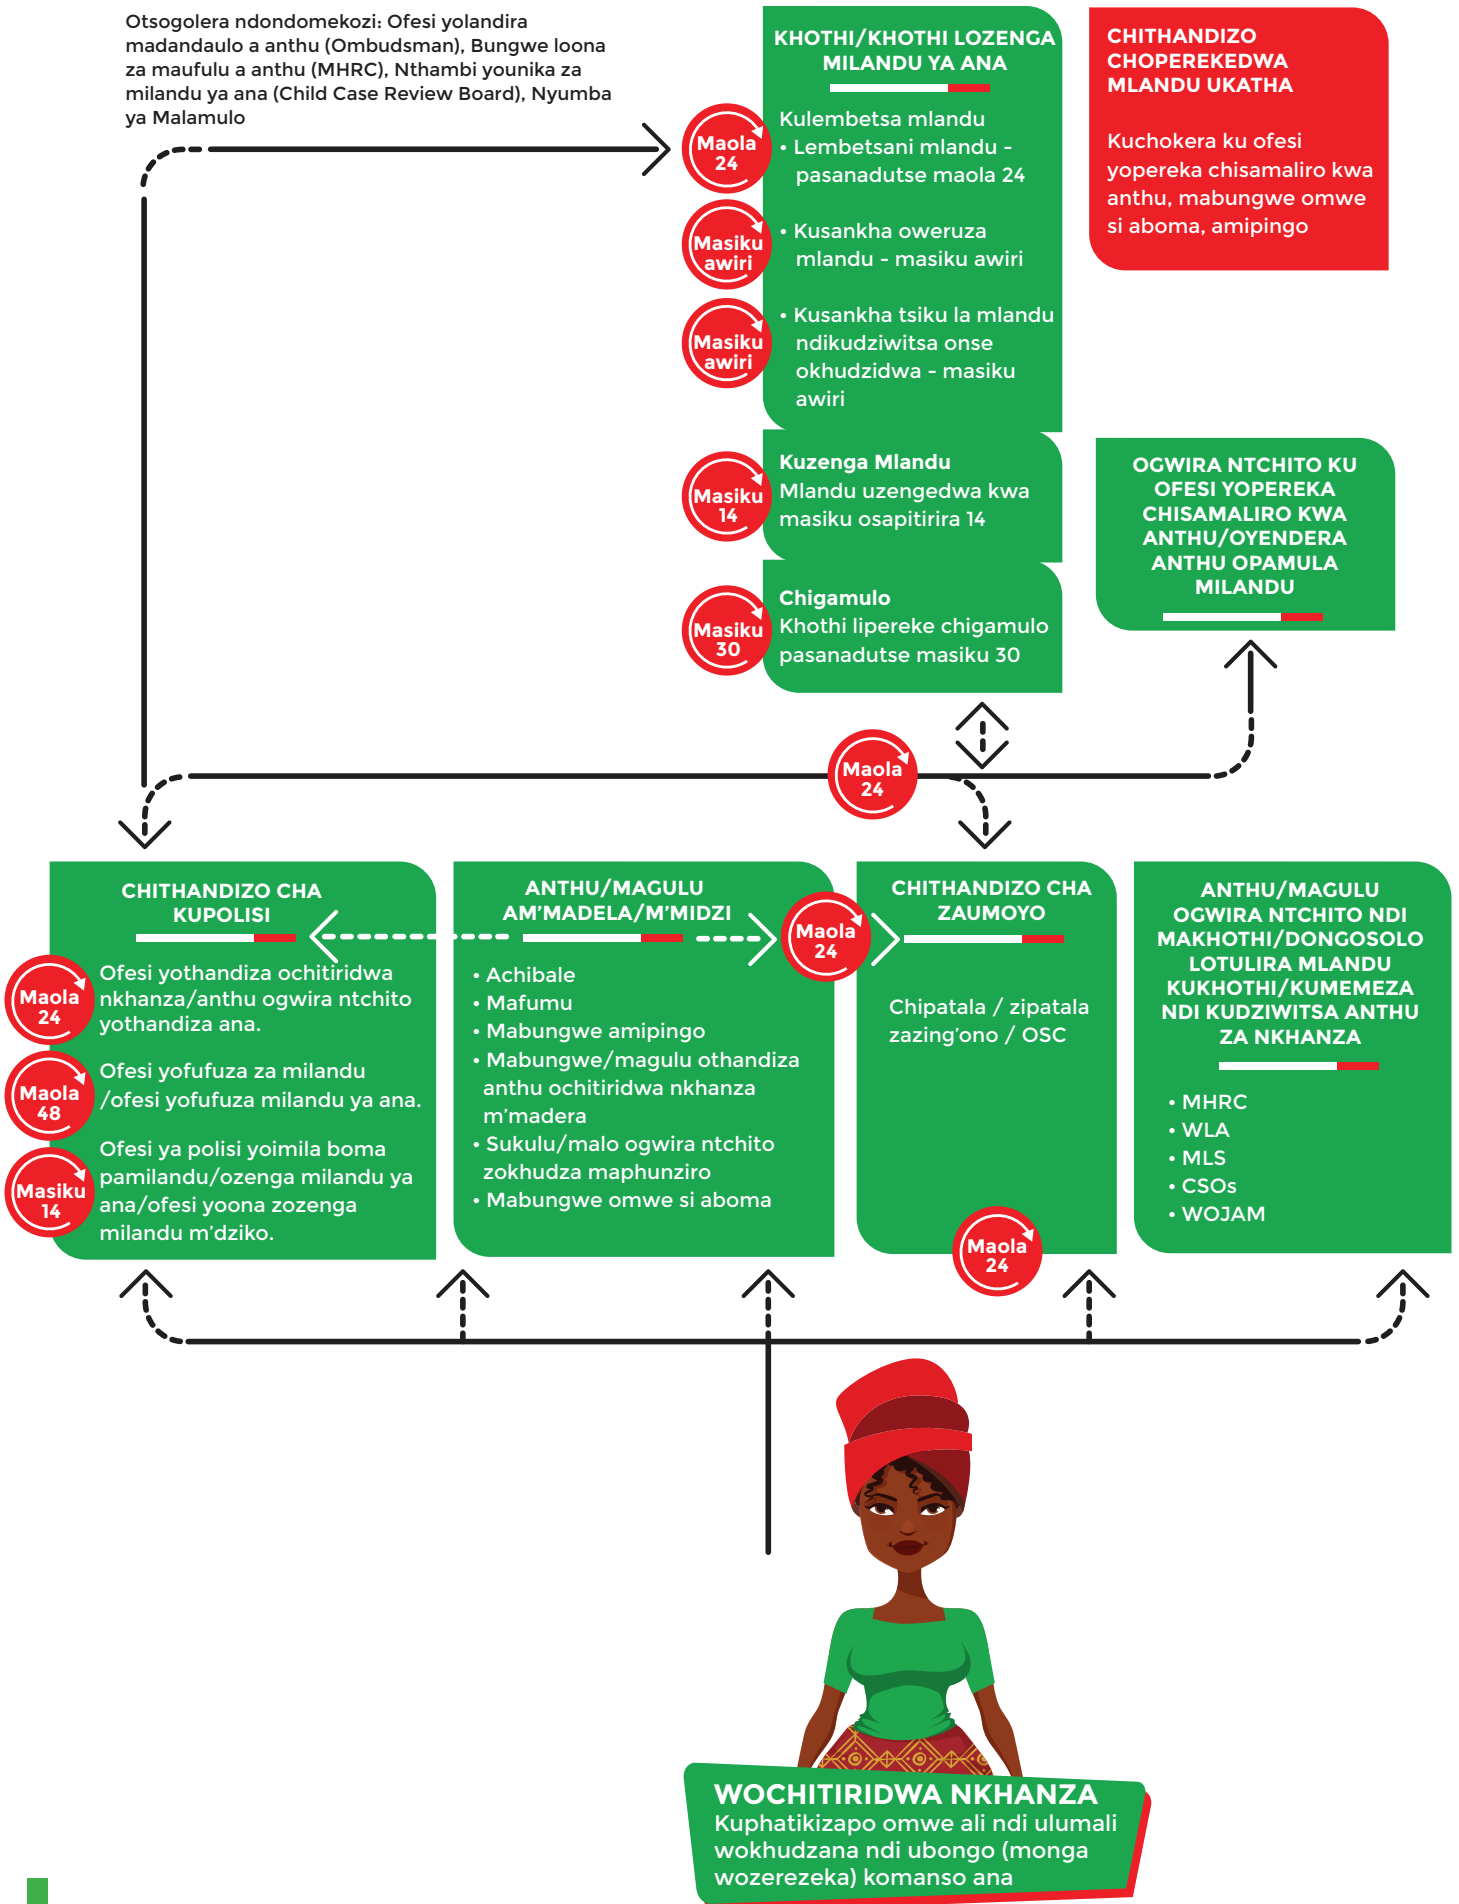 Otsogolera ndondomekozi: Ofesi yolandira
madandaulo a anthu (Ombudsman), Bungwe loona
za maufulu a anthu (MHRC), Nthambi younika za
milandu ya ana (Child Case Review Board), Nyumba
ya Malamulo
KHOTHI/KHOTHI LOZENGA
MILANDU YA ANA
Maola
24
Kulembetsa mlandu
• Lembetsani mlandu -
pasanadutse maola 24
Masiku
awiri
• Kusankha oweruza
mlandu - masiku awiri
Masiku
awiri
• Kusankha tsiku la mlandu
ndikudziwitsa onse
okhudzidwa - masiku
awiri
Masiku
14
Kuzenga Mlandu
Mlandu uzengedwa kwa
masiku osapitirira 14
Masiku
30
Chigamulo
Khothi lipereke chigamulo
pasanadutse masiku 30
CHITHANDIZO
CHOPEREKEDWA
MLANDU UKATHA
Kuchokera ku ofesi
yopereka chisamaliro kwa
anthu, mabungwe omwe
si aboma, amipingo
OGWIRA NTCHITO KU
OFESI YOPEREKA
CHISAMALIRO KWA
ANTHU/OYENDERA
ANTHU OPAMULA
MILANDU
Maola
24
CHITHANDIZO CHA
KUPOLISI
Maola
24
Ofesi yothandiza ochitiridwa
nkhanza/anthu ogwira ntchito
yothandiza ana.
Maola
48
Ofesi yofufuza za milandu
/ofesi yofufuza milandu ya ana.
Masiku
14
Ofesi ya polisi yoimila boma
pamilandu/ozenga milandu ya
ana/ofesi yoona zozenga
milandu m'dziko.
ANTHU/MAGULU
AM'MADELA/M'MIDZI
• Achibale
• Mafumu
• Mabungwe amipingo
• Mabungwe/magulu othandiza
anthu ochitiridwa nkhanza
m'madera
• Sukulu/malo ogwira ntchito
zokhudza maphunziro
• Mabungwe omwe si aboma
Maola
24
CHITHANDIZO CHA
ZAUMOYO
Chipatala / zipatala
zazing'ono / OSC
Maola
24
ANTHU/MAGULU
OGWIRA NTCHITO NDI
MAKHOTHI/DONGOSOLO
LOTULIRA MLANDU
KUKHOTHI/KUMEMEZA
NDI KUDZIWITSA ANTHU
ZA NKHANZA
• MHRC
• WLA
• MLS
• CSOs
• WOJAM
WOCHITIRIDWA NKHANZA
Kuphatikizapo omwe ali ndi ulumali
wokhudzana ndi ubongo (monga
wozerezeka) komanso ana